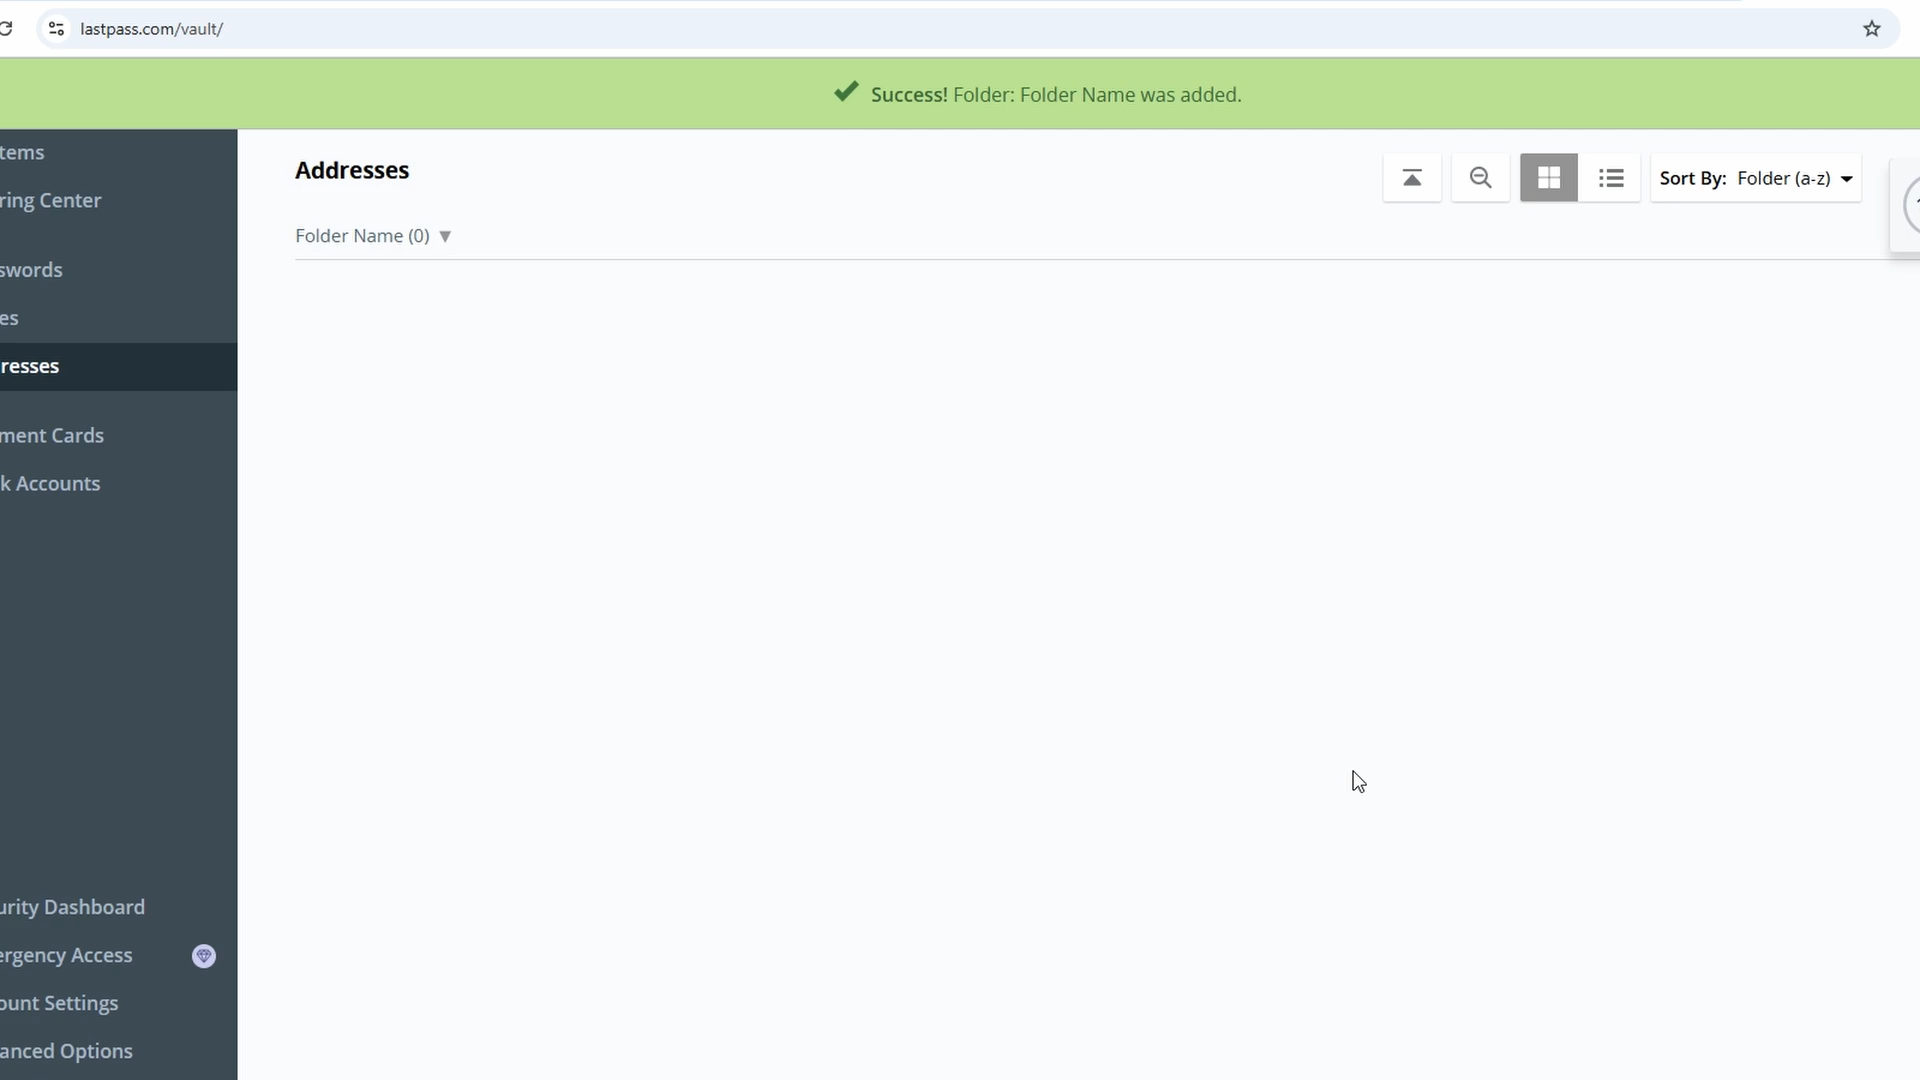 lastpass.com/vault/
Success! Folder: Folder Name was added.
tems
ring Center
swords
es
resses
ment Cards
k Accounts
urity Dashboard
ergency Access
ount Settings
anced Options
Addresses
Sort By: Folder (a-z)
Folder Name (0)